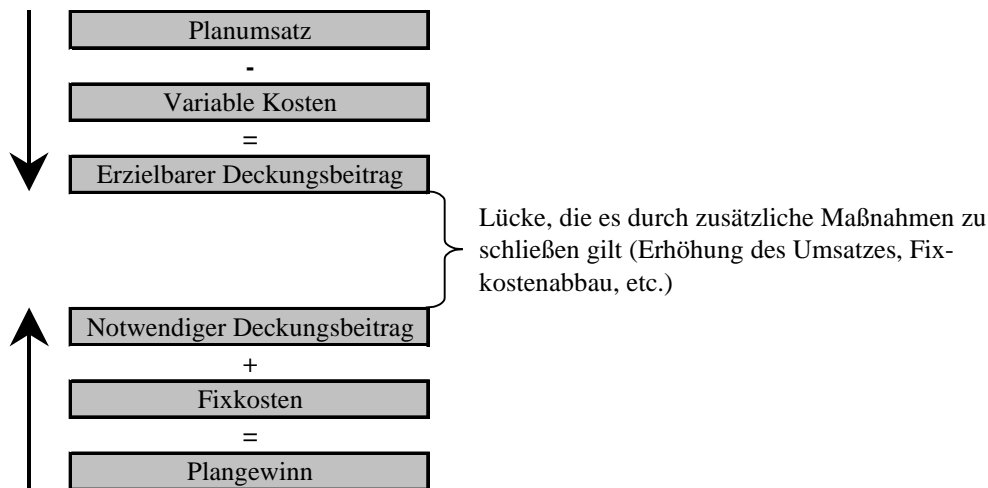 Planumsatz
-
Variable Kosten
=
Erzielbarer Deckungsbeitrag
Lücke, die es durch zusätzliche Maßnahmen zu
schließen gilt (Erhöhung des Umsatzes, Fix-
kostenabbau, etc.)
Notwendiger Deckungsbeitrag
+
Fixkosten
=
Plangewinn